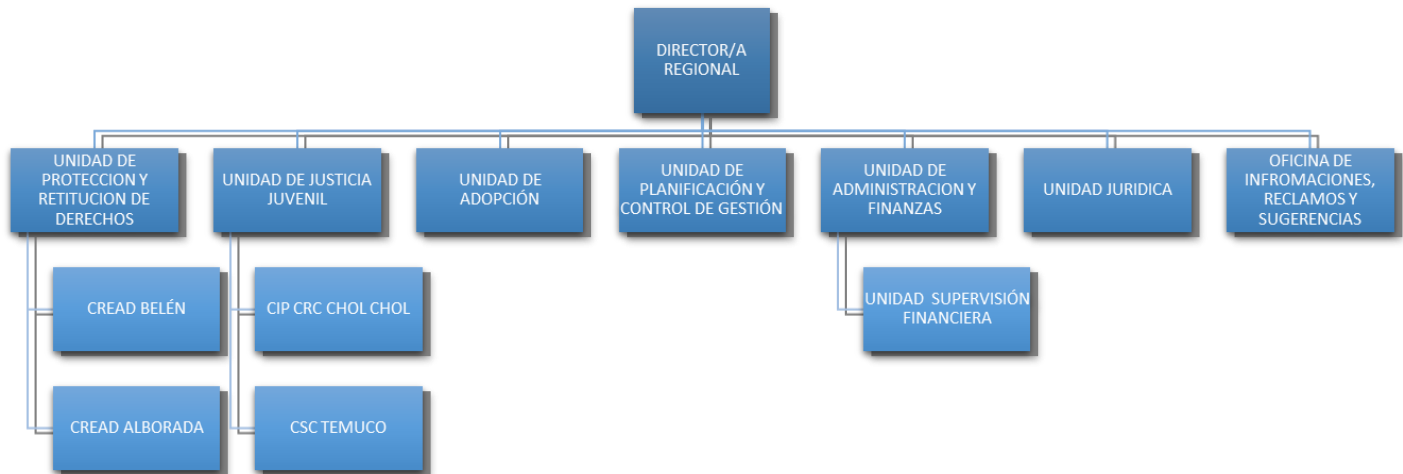 DIRECTOR/A
REGIONAL
UNIDAD DE
PROTECCION Y
RETITUCION DE
DERECHOS
UNIDAD DE JUSTICIA
JUVENIL
UNIDAD DE
ADOPCIÓN
UNIDAD DE
PLANIFICACIÓN Y
CONTROL DE GESTIÓN
UNIDAD DE
ADMINISTRACION Y
FINANZAS
UNIDAD JURIDICA
OFICINA DE
INFROMACIONES,
RECLAMOS Y
SUGERENCIAS
CREAD BELÉN
CIP CRC CHOL CHOL
UNIDAD SUPERVISIÓN
FINANCIERA
CREAD ALBORADA
CSC TEMUCO